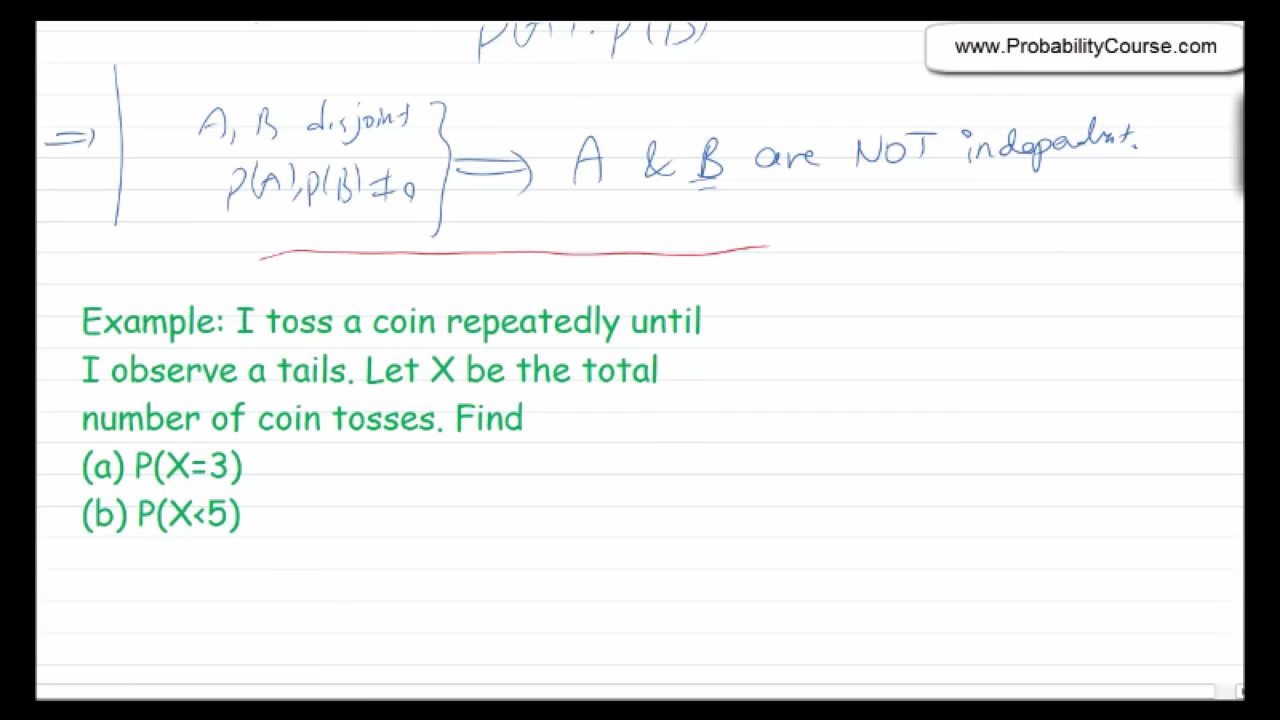 P(A). P(B)
www.ProbabilityCourse.com
A, B disjoint
⇒ P(A), P(B) ≠ 0 ⇒ A & B are NOT independent.
Example: I toss a coin repeatedly until
I observe a tails. Let X be the total
number of coin tosses. Find
(a) P(X=3)
(b) P(X<5)